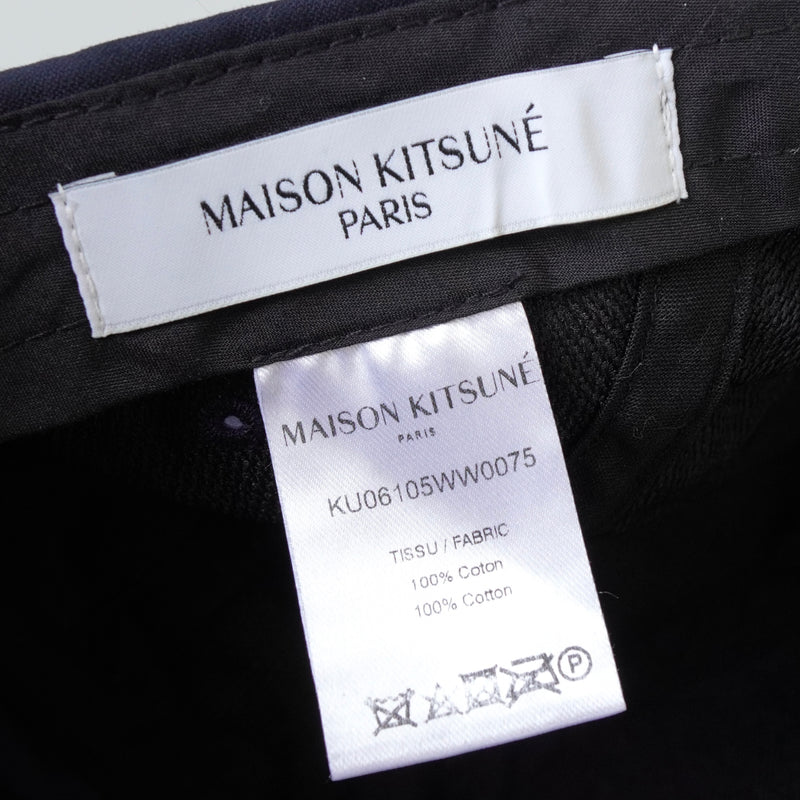 MAISON KITSUNÉ
PARIS
MAISON KITSUNÉ
PARIS
KU06105WW0075
TISSU / FABRIC
100% Coton
100% Cotton
P